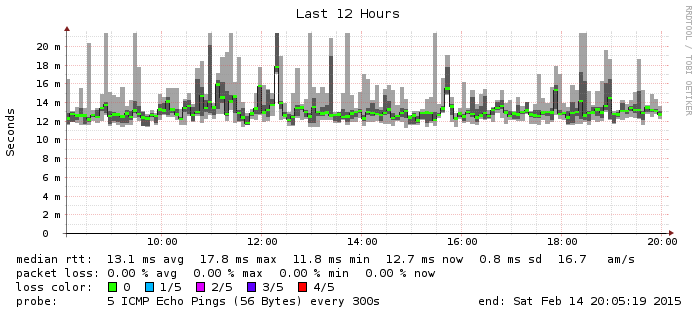 Last 12 Hours
RRDTOOL / TOBI OETIKER
Seconds
20 m
18 m
16 m
14 m
12 m
10 m
8 m
6 m
4 m
2 m
0
10:00 12:00 14:00 16:00 18:00 20:00
median rtt: 13.1 ms avg 17.8 ms max 11.8 ms min 12.7 ms now 0.8 ms sd 16.7 am/s
packet loss: 0.00 % avg 0.00 % max 0.00 % min 0.00 % now
loss color: 0 1/5 2/5 3/5 4/5
probe: 5 ICMP Echo Pings (56 Bytes) every 300s end: Sat Feb 14 20:05:19 2015